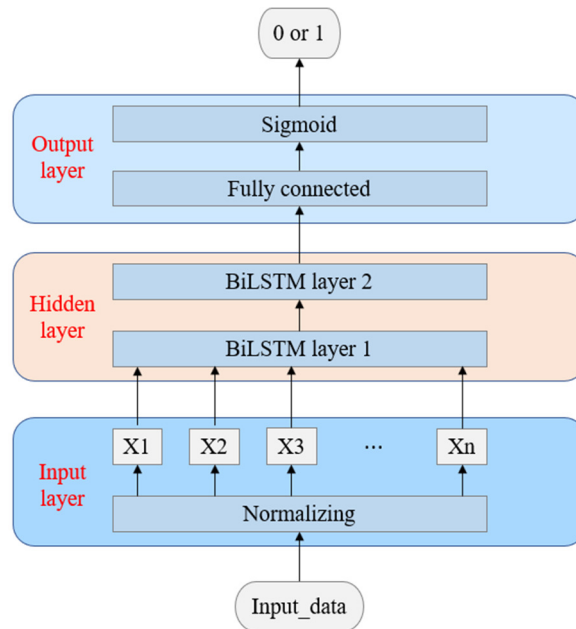 0 or 1
Sigmoid
Output
layer
Fully connected
BiLSTM layer 2
Hidden
layer
BiLSTM layer 1
X1 X2 X3 ... Xn
Input
layer
Normalizing
Input_data